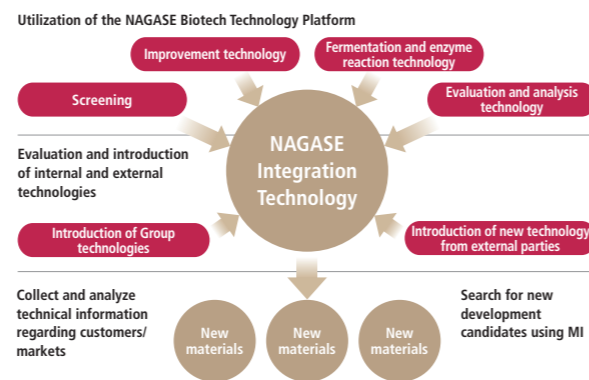 Utilization of the NAGASE Biotech Technology Platform
Improvement technology
Fermentation and enzyme
reaction technology
Screening
Evaluation and analysis
technology
NAGASE
Integration
Technology
Evaluation and introduction
of internal and external
technologies
Introduction of Group
technologies
Introduction of new technology
from external parties
Collect and analyze
technical information
regarding customers/
markets
New
materials
New
materials
New
materials
Search for new
development
candidates using MI